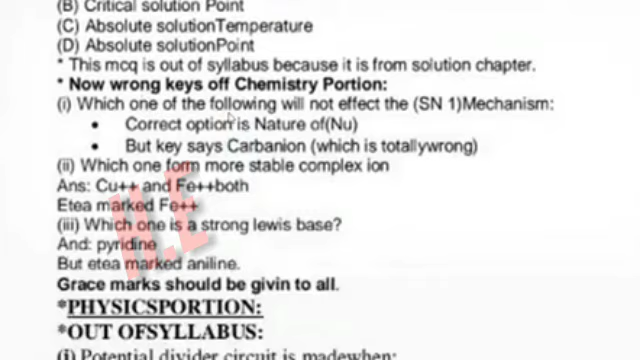 (B) Critical solution Point
(C) Absolute solutionTemperature
(D) Absolute solutionPoint
* This mcq is out of syllabus because it is from solution chapter.
* Now wrong keys off Chemistry Portion:
(i) Which one of the following will not effect the (SN 1)Mechanism:
• Correct option is Nature of(Nu)
• But key says Carbanion (which is totallywrong)
(ii) Which one form more stable complex ion
Ans: Cu++ and Fe++both
Etea marked Fe++
(iii) Which one is a strong lewis base?
And: pyridine
But etea marked aniline.
Grace marks should be givin to all.
*PHYSICSPORTION:
*OUT OFSYLLABUS:
(i) Potential divider circuit is madewhen:
H.E